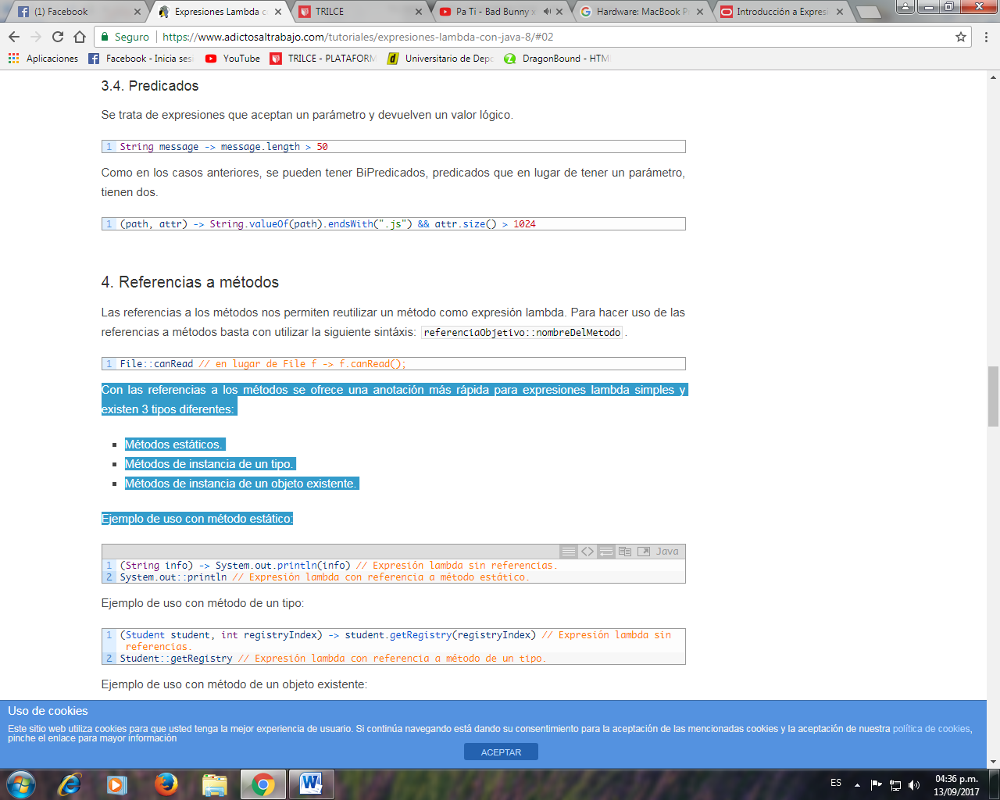 (1) Facebook
Expresiones Lambda c
TRILCE
Pa Ti - Bad Bunny x
Hardware: MacBook P
Introducción a Expresi
Seguro
https://www.adictosaltrabajo.com/tutoriales/expresiones-lambda-con-java-8/#02
Aplicaciones
Facebook - Inicia ses
YouTube
TRILCE - PLATAFORM
Universitario de Depo
DragonBound - HTM
3.4. Predicados
Se trata de expresiones que aceptan un parámetro y devuelven un valor lógico.
1 String message -> message.length > 50
Como en los casos anteriores, se pueden tener BiPredicados, predicados que en lugar de tener un parámetro,
tienen dos.
1 (path, attr) -> String.valueOf(path).endsWith(".js") && attr.size() > 1024
4. Referencias a métodos
Las referencias a los métodos nos permiten reutilizar un método como expresión lambda. Para hacer uso de las
referencias a métodos basta con utilizar la siguiente sintáxis: referenciaObjetivo::nombreDelMetodo.
1 File::canRead // en lugar de File f -> f.canRead();
Con las referencias a los métodos se ofrece una anotación más rápida para expresiones lambda simples y
existen 3 tipos diferentes:
Métodos estáticos.
Métodos de instancia de un tipo.
Métodos de instancia de un objeto existente.
Ejemplo de uso con método estático:
Java
1 (String info) -> System.out.println(info) // Expresión lambda sin referencias.
2 System.out::println // Expresión lambda con referencia a método estático.
Ejemplo de uso con método de un tipo:
1 (Student student, int registryIndex) -> student.getRegistry(registryIndex) // Expresión lambda sin
referencias.
2 Student::getRegistry // Expresión lambda con referencia a método de un tipo.
Ejemplo de uso con método de un objeto existente:
Uso de cookies
Este sitio web utiliza cookies para que usted tenga la mejor experiencia de usuario. Si continúa navegando está dando su consentimiento para la aceptación de las mencionadas cookies y la aceptación de nuestra política de cookies,
pinche el enlace para mayor información
ACEPTAR
ES
04:36 p.m.
13/09/2017